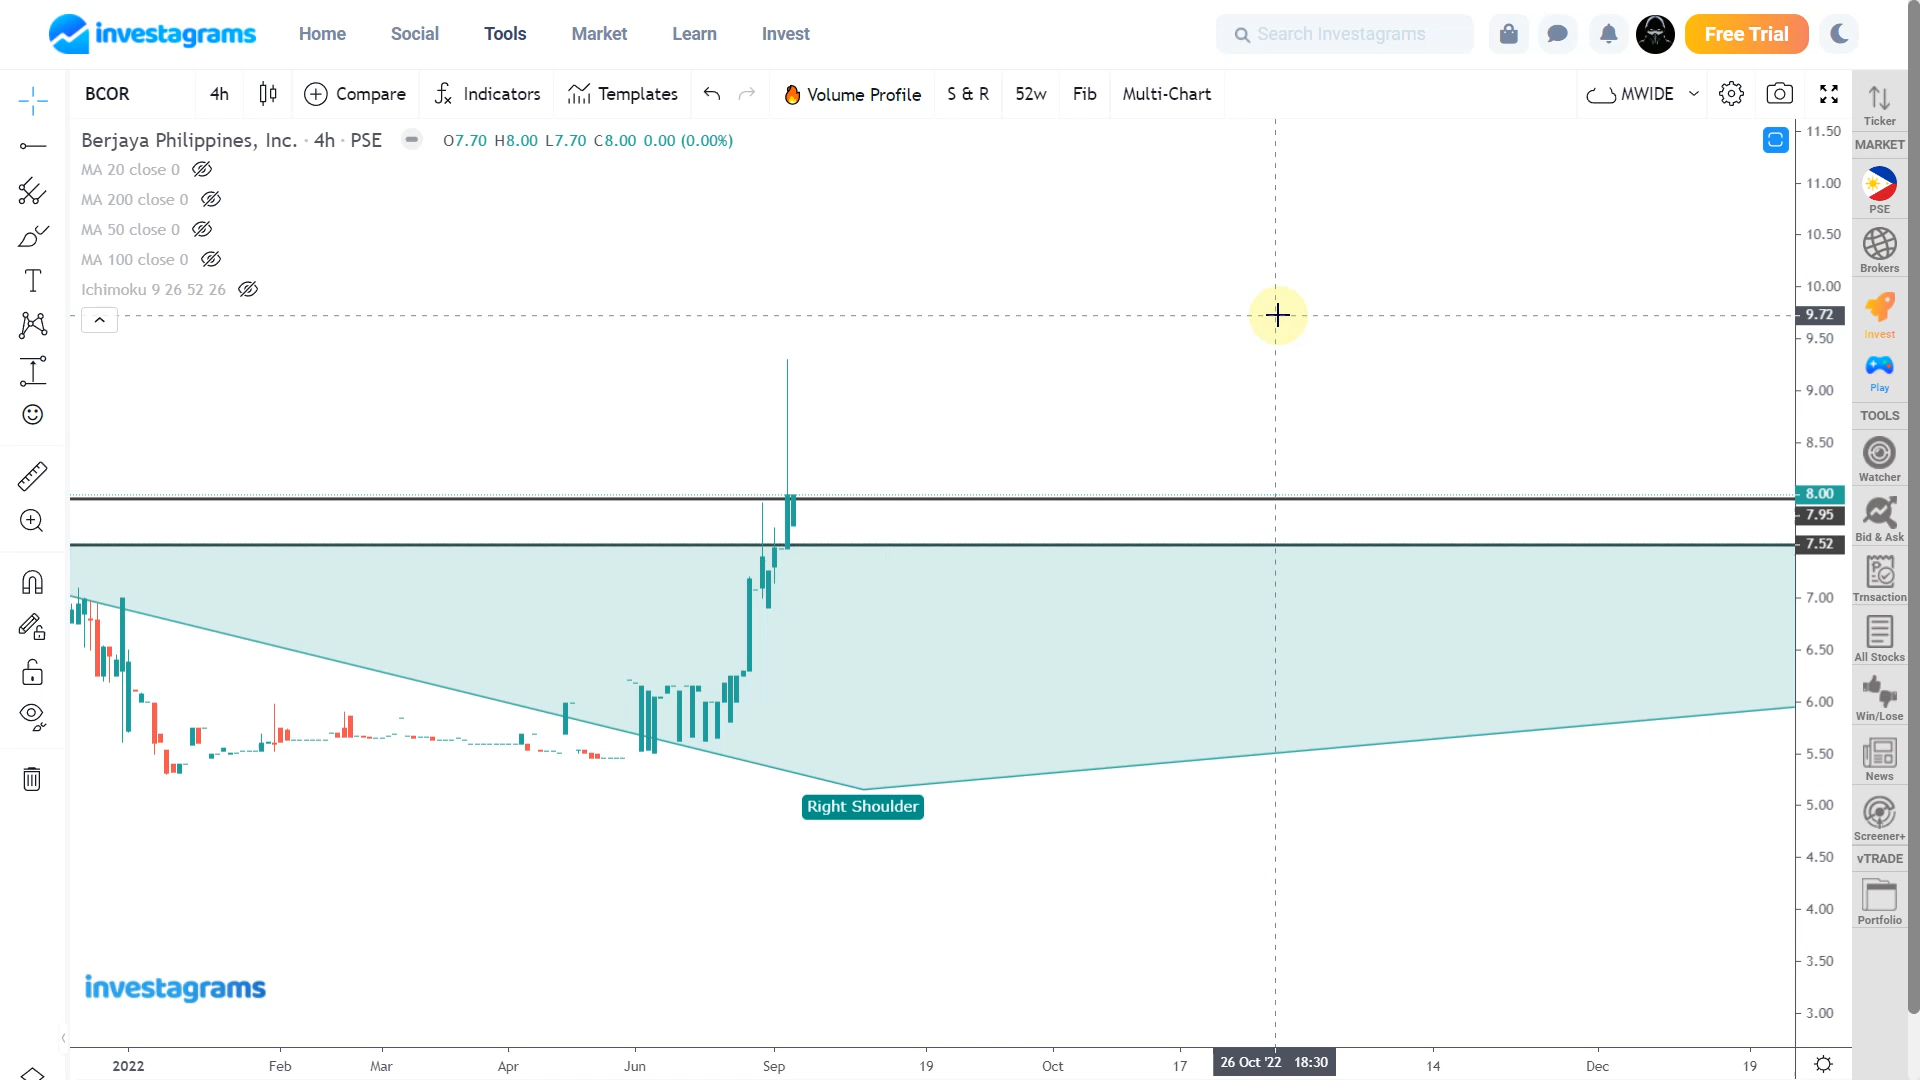 investagrams
Home
Social
Tools
Market
Learn
Invest
Search Investagrams
Free Trial
BCOR
4h
Compare
Indicators
Templates
Volume Profile
S & R
52w
Fib
Multi-Chart
MWIDE
Berjaya Philippines, Inc. · 4h · PSE
O7.70 H8.00 L7.70 C8.00 0.00 (0.00%)
MA 20 close 0
MA 200 close 0
MA 50 close 0
MA 100 close 0
Ichimoku 9 26 52 26
Right Shoulder
investagrams
11.50
11.00
10.50
10.00
9.72
9.50
9.00
8.50
8.00
7.95
7.52
7.00
6.50
6.00
5.50
5.00
4.50
4.00
3.50
3.00
2022
Feb
Mar
Apr
Jun
Sep
19
Oct
17
26 Oct '22 18:30
14
Dec
19
Ticker
MARKET
PSE
Brokers
Invest
Play
TOOLS
Watcher
Bid & Ask
Trnsaction
All Stocks
Win/Lose
News
Screener+
vTRADE
Portfolio